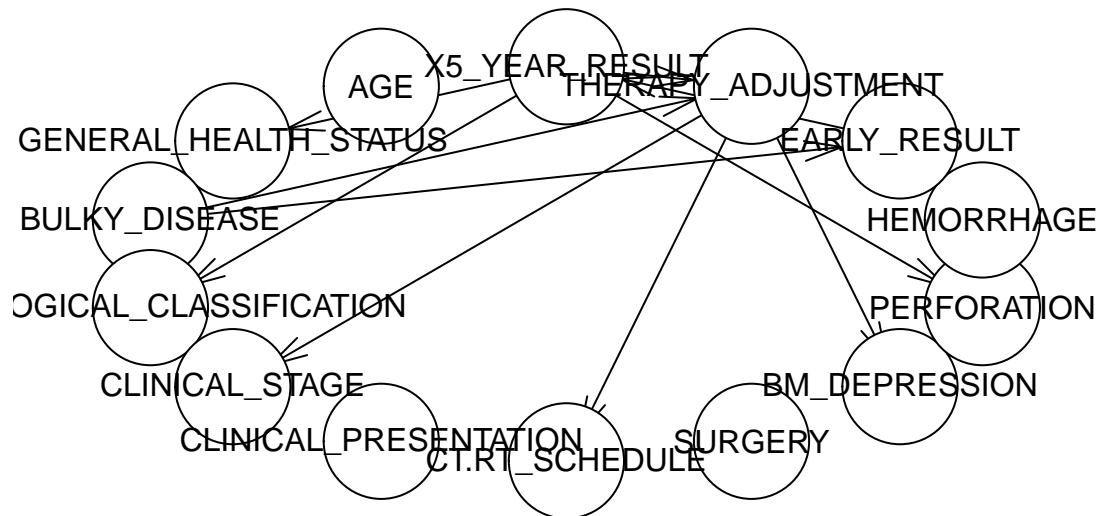 X5_YEAR_RESULT
AGE
THERAPY_ADJUSTMENT
GENERAL_HEALTH_STATUS
EARLY_RESULT
BULKY_DISEASE
HEMORRHAGE
OGICAL_CLASSIFICATION
PERFORATION
CLINICAL_STAGE
BM_DEPRESSION
CLINICAL_PRESENTATION
SURGERY
CT.RT_SCHEDULE